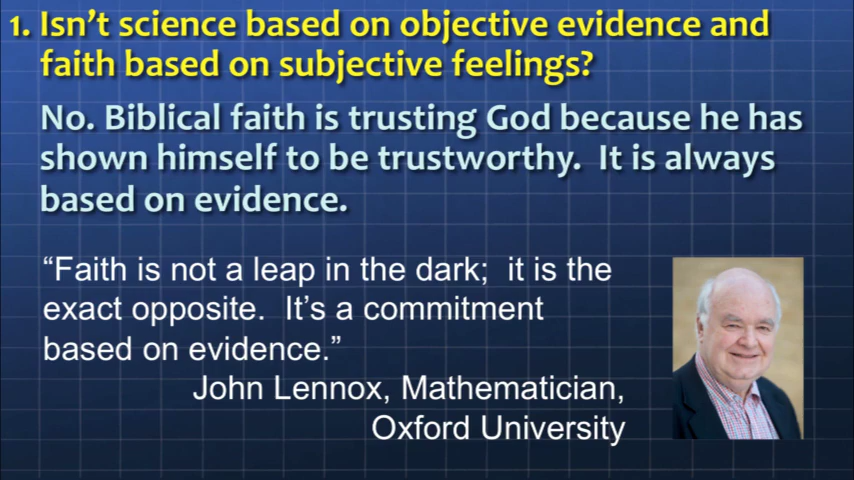 1. Isn’t science based on objective evidence and
faith based on subjective feelings?
No. Biblical faith is trusting God because he has
shown himself to be trustworthy. It is always
based on evidence.
“Faith is not a leap in the dark; it is the
exact opposite. It’s a commitment
based on evidence.”
John Lennox, Mathematician,
Oxford University